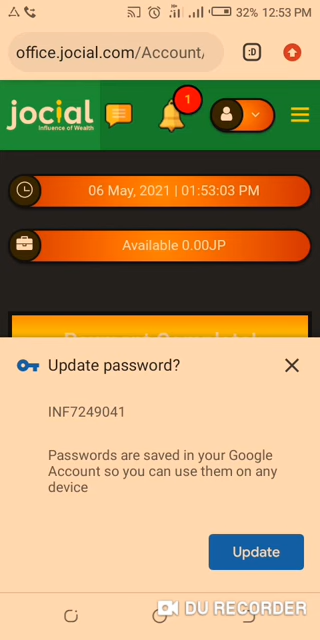 32% 12:53 PM
office.jocial.com/Account/
:D
jocial
Influence of Wealth
1
06 May, 2021 | 01:53:03 PM
Available 0.00JP
Update password?
INF7249041
Passwords are saved in your Google
Account so you can use them on any
device
Update
DU RECORDER